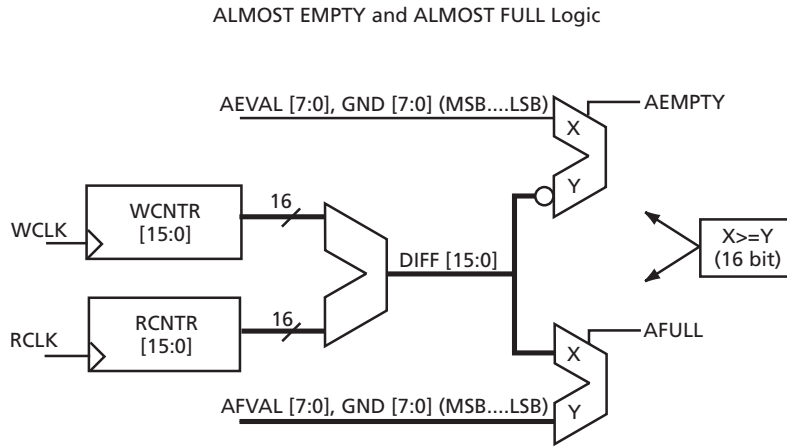 ALMOST EMPTY and ALMOST FULL Logic
AEVAL [7:0], GND [7:0] (MSB....LSB)
X
AEMPTY
Y
WCLK
WCNTR
[15:0]
16
DIFF [15:0]
X>=Y
(16 bit)
RCLK
RCNTR
[15:0]
16
X
AFULL
AFVAL [7:0], GND [7:0] (MSB....LSB)
Y